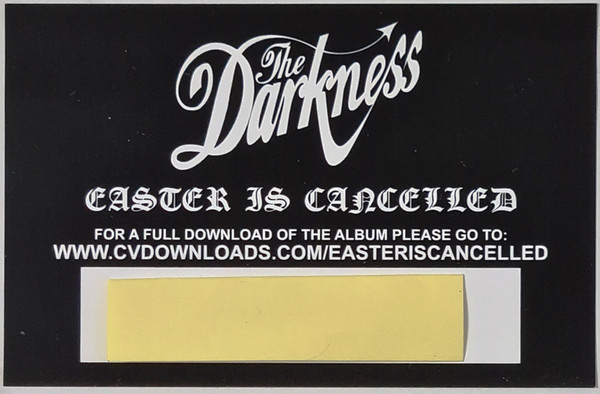 The
Darkness
EASTER IS CANCELLED
FOR A FULL DOWNLOAD OF THE ALBUM PLEASE GO TO:
WWW.CVDOWNLOADS.COM/EASTERISCANCELLED